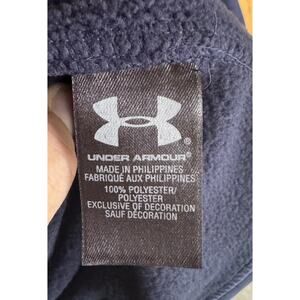 UNDER ARMOUR®
MADE IN PHILIPPINES
FABRIQUÉ AUX PHILIPPINES
100% POLYESTER/
POLYESTER
EXCLUSIVE OF DECORATION
SAUF DÉCORATION